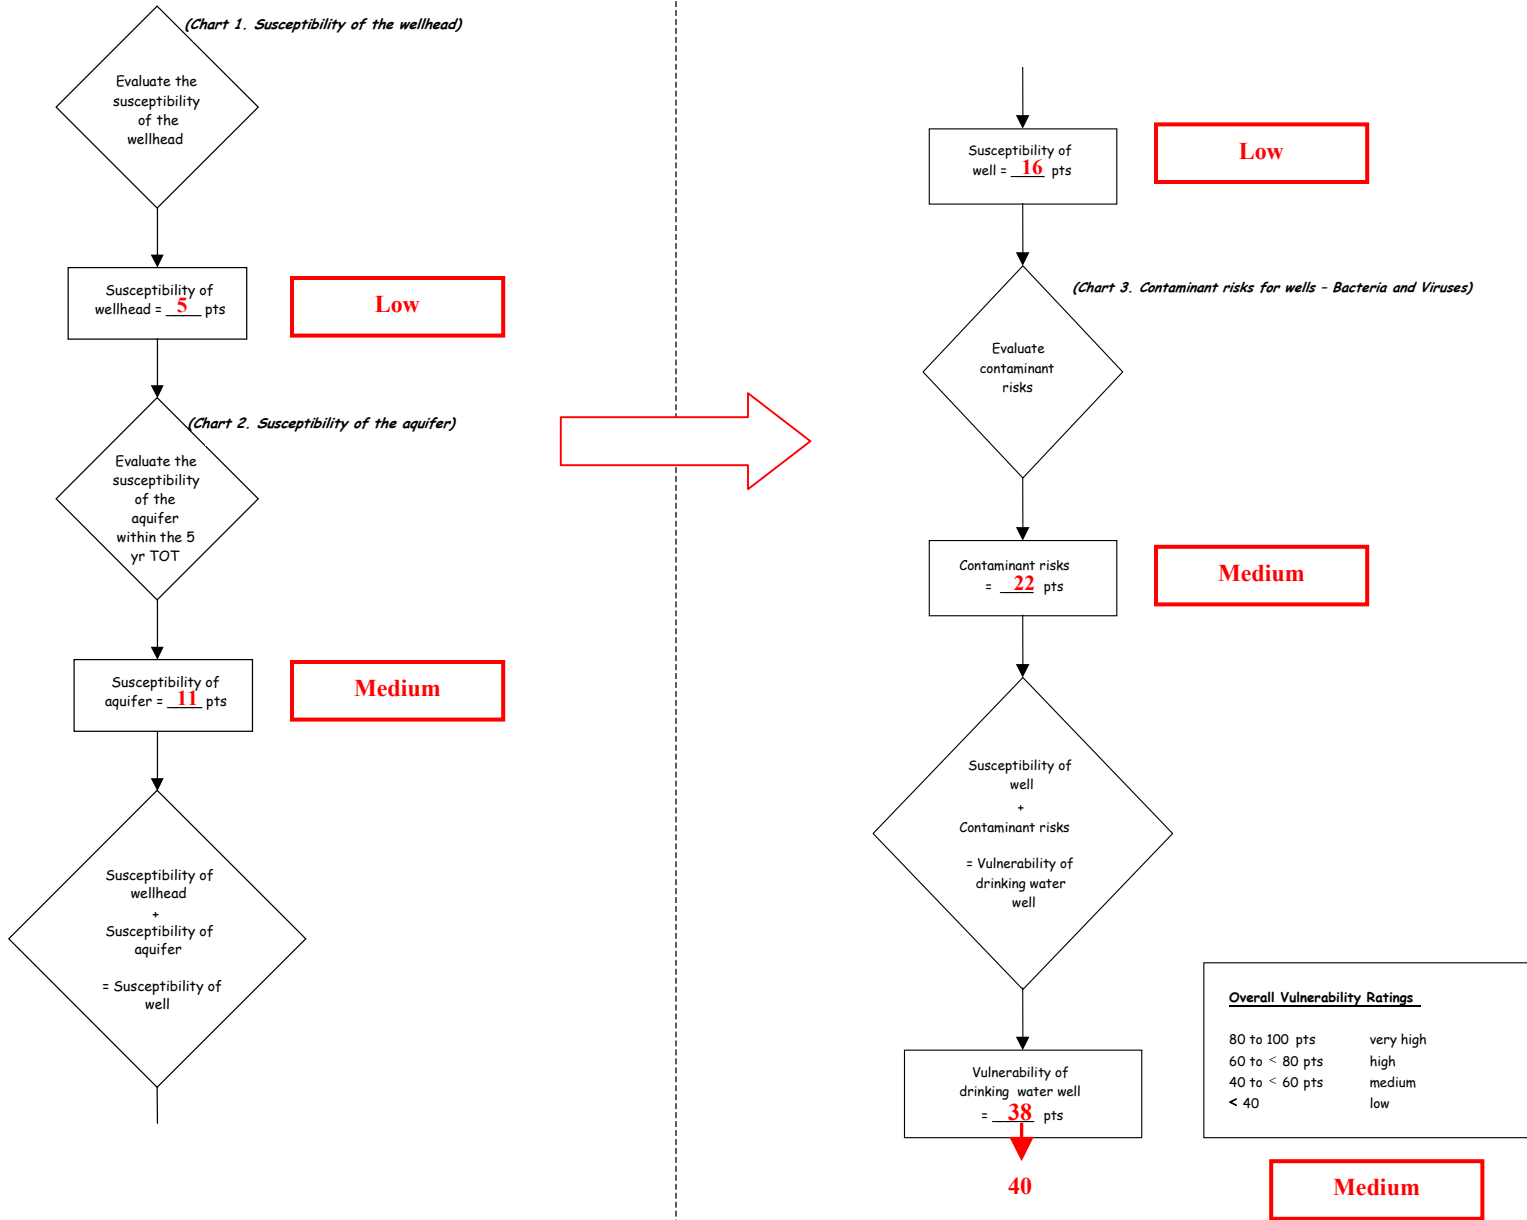 (Chart 1. Susceptibility of the wellhead)
Evaluate the
susceptibility
of the
wellhead
Susceptibility of
wellhead = 5 pts
Low
(Chart 2. Susceptibility of the aquifer)
Evaluate the
susceptibility
of the
aquifer
within the 5
yr TOT
Susceptibility of
aquifer = 11 pts
Medium
Susceptibility of
wellhead
+
Susceptibility of
aquifer
= Susceptibility of
well
Susceptibility of
well = 16 pts
Low
(Chart 3. Contaminant risks for wells – Bacteria and Viruses)
Evaluate
contaminant
risks
Contaminant risks
= 22 pts
Medium
Susceptibility of
well
+
Contaminant risks
= Vulnerability of
drinking water
well
Vulnerability of
drinking water well
= 38 pts
40
Overall Vulnerability Ratings
80 to 100 pts very high
60 to < 80 pts high
40 to < 60 pts medium
< 40 low
Medium